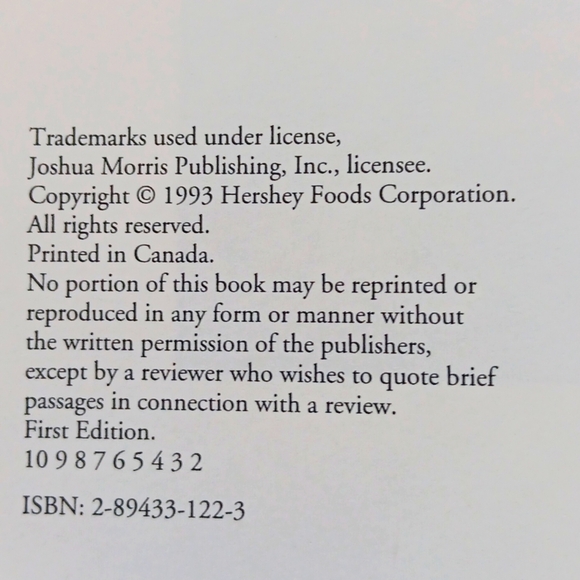 Trademarks used under license,
Joshua Morris Publishing, Inc., licensee.
Copyright © 1993 Hershey Foods Corporation.
All rights reserved.
Printed in Canada.
No portion of this book may be reprinted or
reproduced in any form or manner without
the written permission of the publishers,
except by a reviewer who wishes to quote brief
passages in connection with a review.
First Edition.
10 9 8 7 6 5 4 3 2
ISBN: 2-89433-122-3